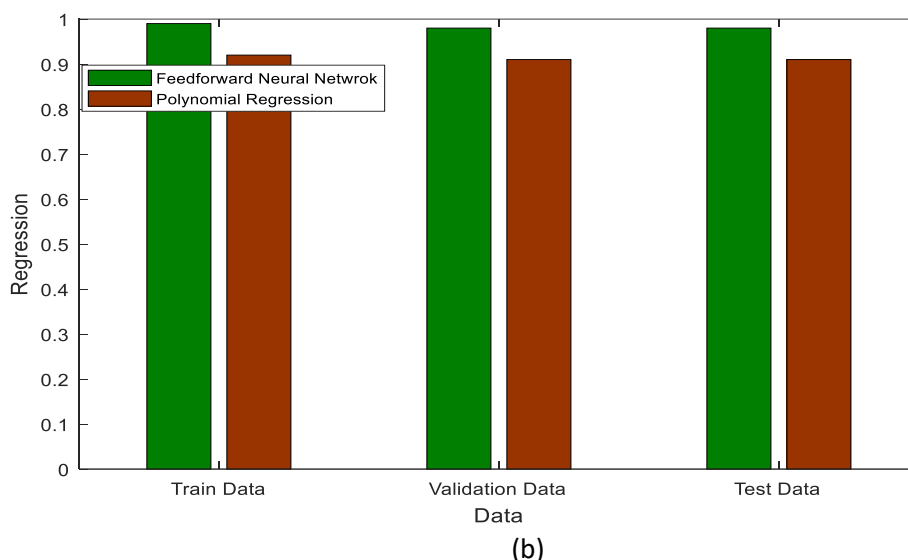 1
0.9
0.8
0.7
0.6
0.5
0.4
0.3
0.2
0.1
0
Regression
Feedforward Neural Netwrok
Polynomial Regression
Train Data
Validation Data
Test Data
Data
(b)